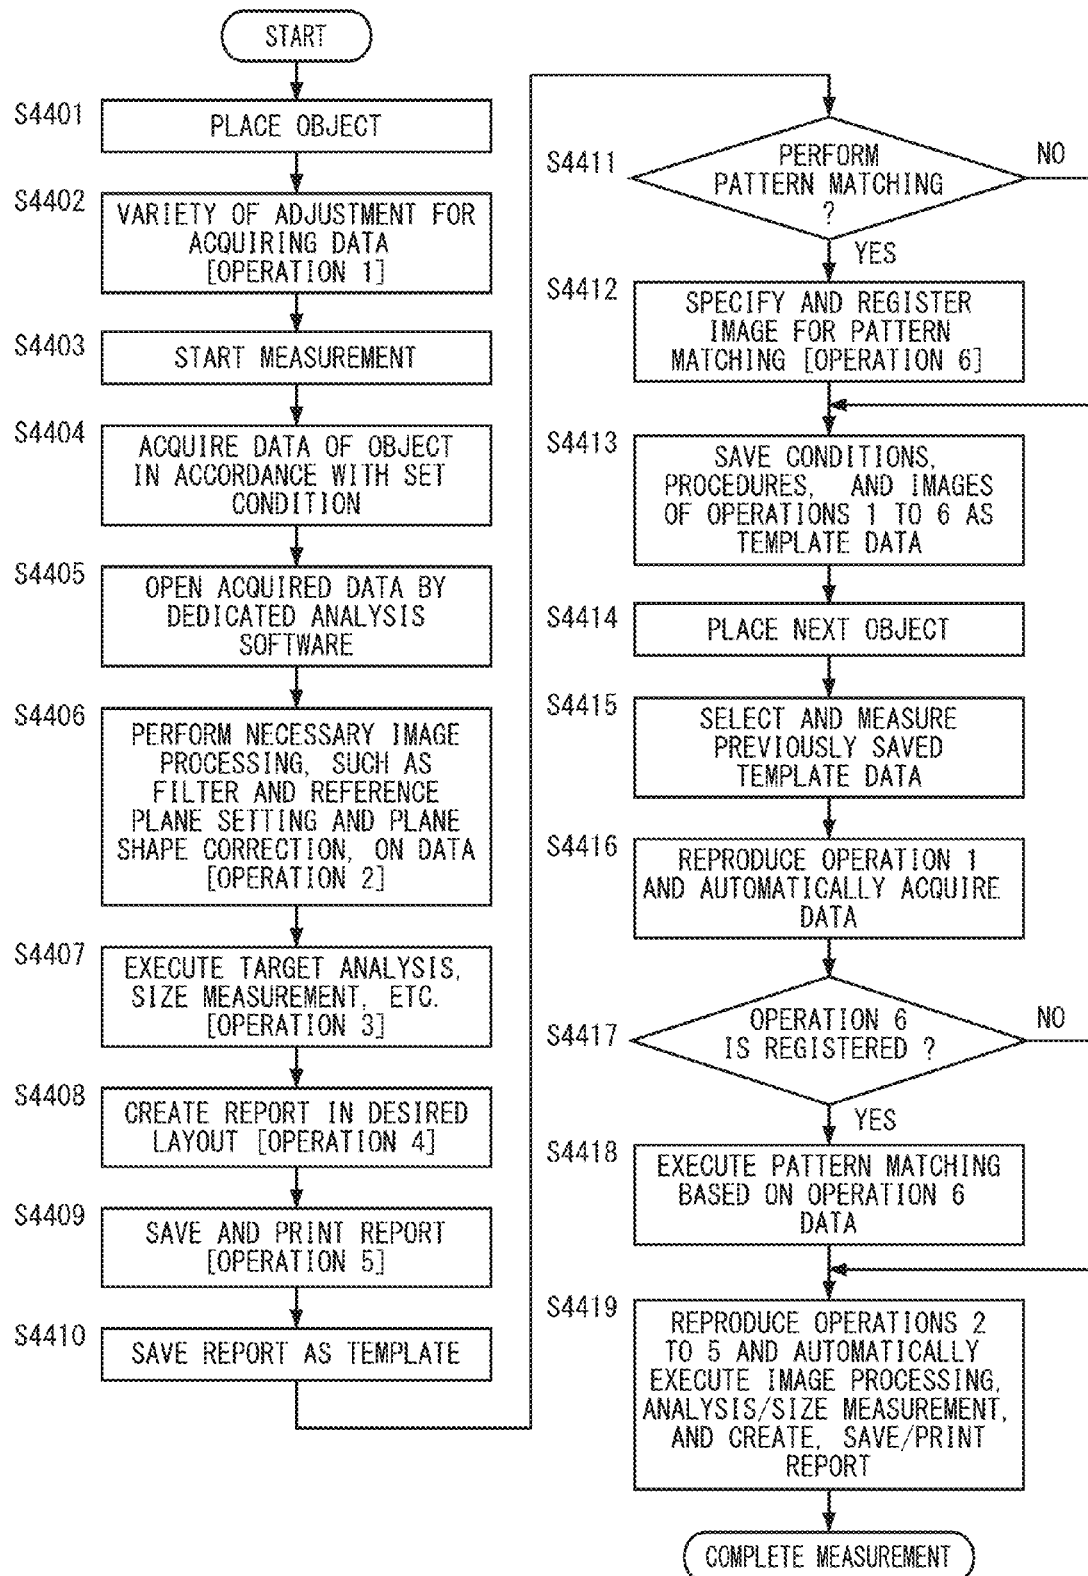 START
S4401
PLACE OBJECT
S4402
VARIETY OF ADJUSTMENT FOR
ACQUIRING DATA
[OPERATION 1]
S4403
START MEASUREMENT
S4404
ACQUIRE DATA OF OBJECT
IN ACCORDANCE WITH SET
CONDITION
S4405
OPEN ACQUIRED DATA BY
DEDICATED ANALYSIS
SOFTWARE
S4406
PERFORM NECESSARY IMAGE
PROCESSING, SUCH AS
FILTER AND REFERENCE
PLANE SETTING AND PLANE
SHAPE CORRECTION, ON DATA
[OPERATION 2]
S4407
EXECUTE TARGET ANALYSIS,
SIZE MEASUREMENT, ETC.
[OPERATION 3]
S4408
CREATE REPORT IN DESIRED
LAYOUT [OPERATION 4]
S4409
SAVE AND PRINT REPORT
[OPERATION 5]
S4410
SAVE REPORT AS TEMPLATE
S4411
PERFORM
PATTERN MATCHING
?
NO
YES
S4412
SPECIFY AND REGISTER
IMAGE FOR PATTERN
MATCHING [OPERATION 6]
S4413
SAVE CONDITIONS,
PROCEDURES, AND IMAGES
OF OPERATIONS 1 TO 6 AS
TEMPLATE DATA
S4414
PLACE NEXT OBJECT
S4415
SELECT AND MEASURE
PREVIOUSLY SAVED
TEMPLATE DATA
S4416
REPRODUCE OPERATION 1
AND AUTOMATICALLY ACQUIRE
DATA
S4417
OPERATION 6
IS REGISTERED ?
NO
YES
S4418
EXECUTE PATTERN MATCHING
BASED ON OPERATION 6
DATA
S4419
REPRODUCE OPERATIONS 2
TO 5 AND AUTOMATICALLY
EXECUTE IMAGE PROCESSING,
ANALYSIS/SIZE MEASUREMENT,
AND CREATE, SAVE/PRINT
REPORT
COMPLETE MEASUREMENT